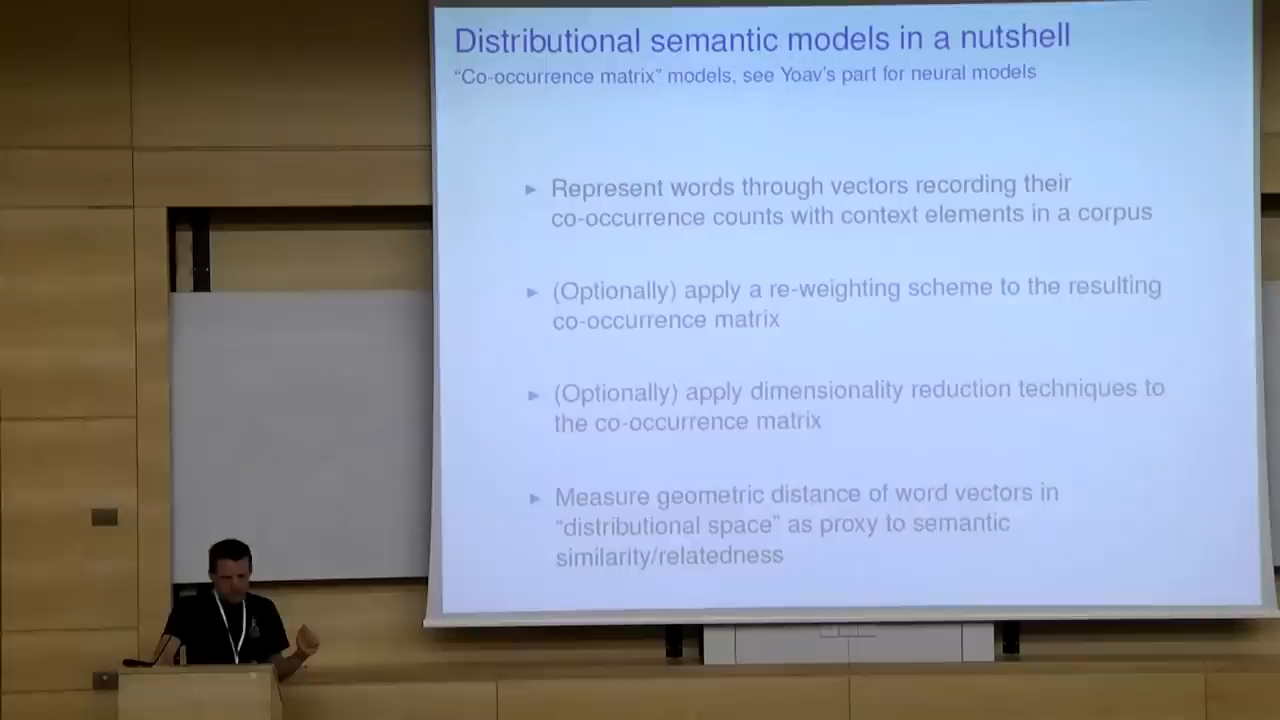 Distributional semantic models in a nutshell
“Co-occurrence matrix” models, see Yoav's part for neural models
► Represent words through vectors recording their
co-occurrence counts with context elements in a corpus
► (Optionally) apply a re-weighting scheme to the resulting
co-occurrence matrix
► (Optionally) apply dimensionality reduction techniques to
the co-occurrence matrix
► Measure geometric distance of word vectors in
“distributional space” as proxy to semantic
similarity/relatedness